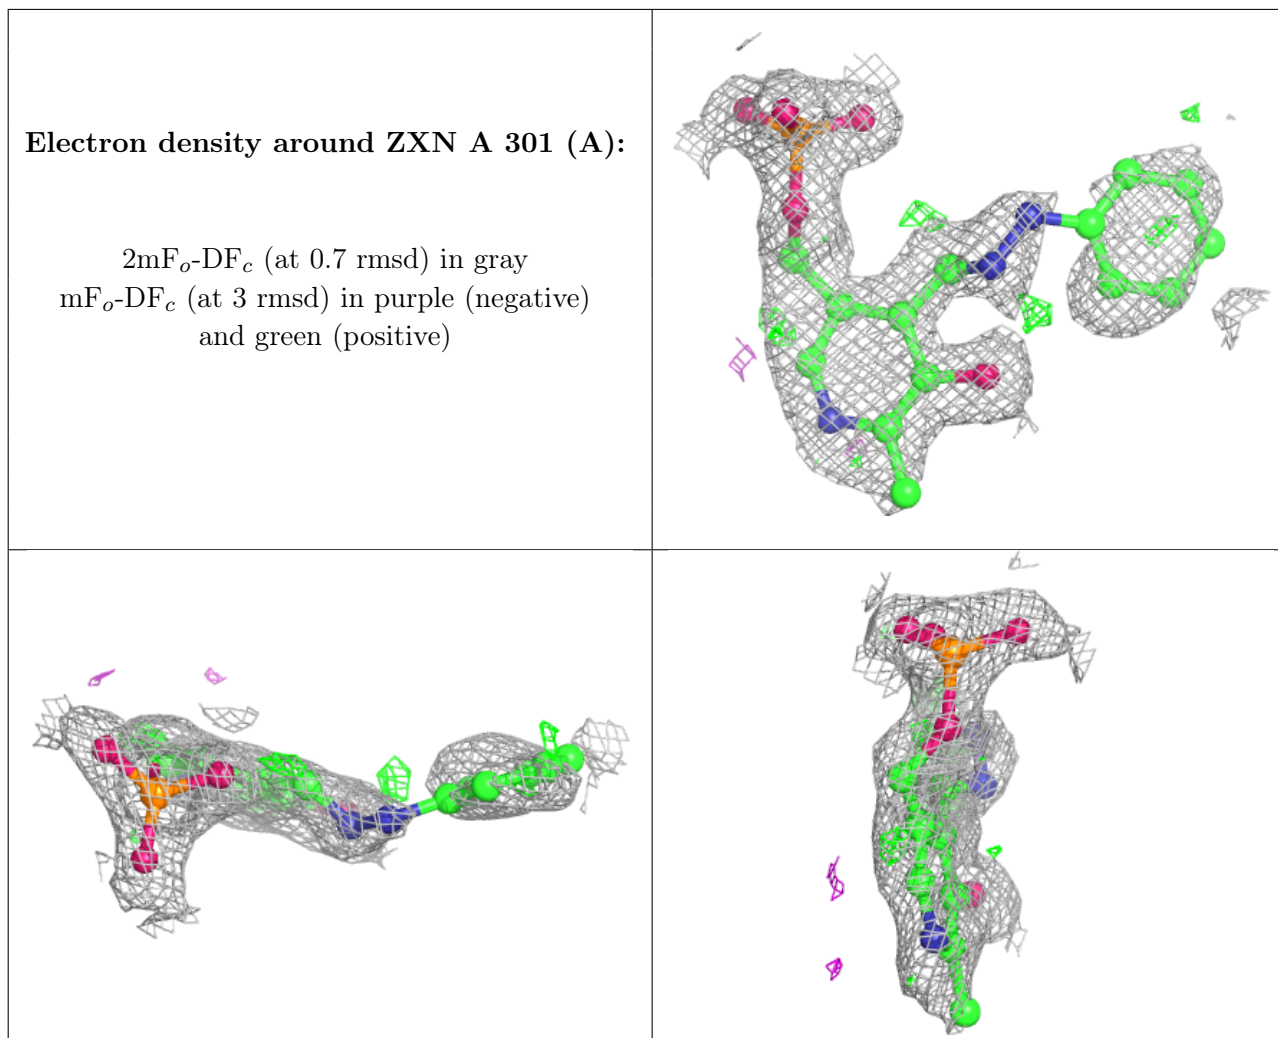 Electron density around ZXN A 301 (A):
2mFo-DFc (at 0.7 rmsd) in gray
mFo-DFc (at 3 rmsd) in purple (negative)
and green (positive)